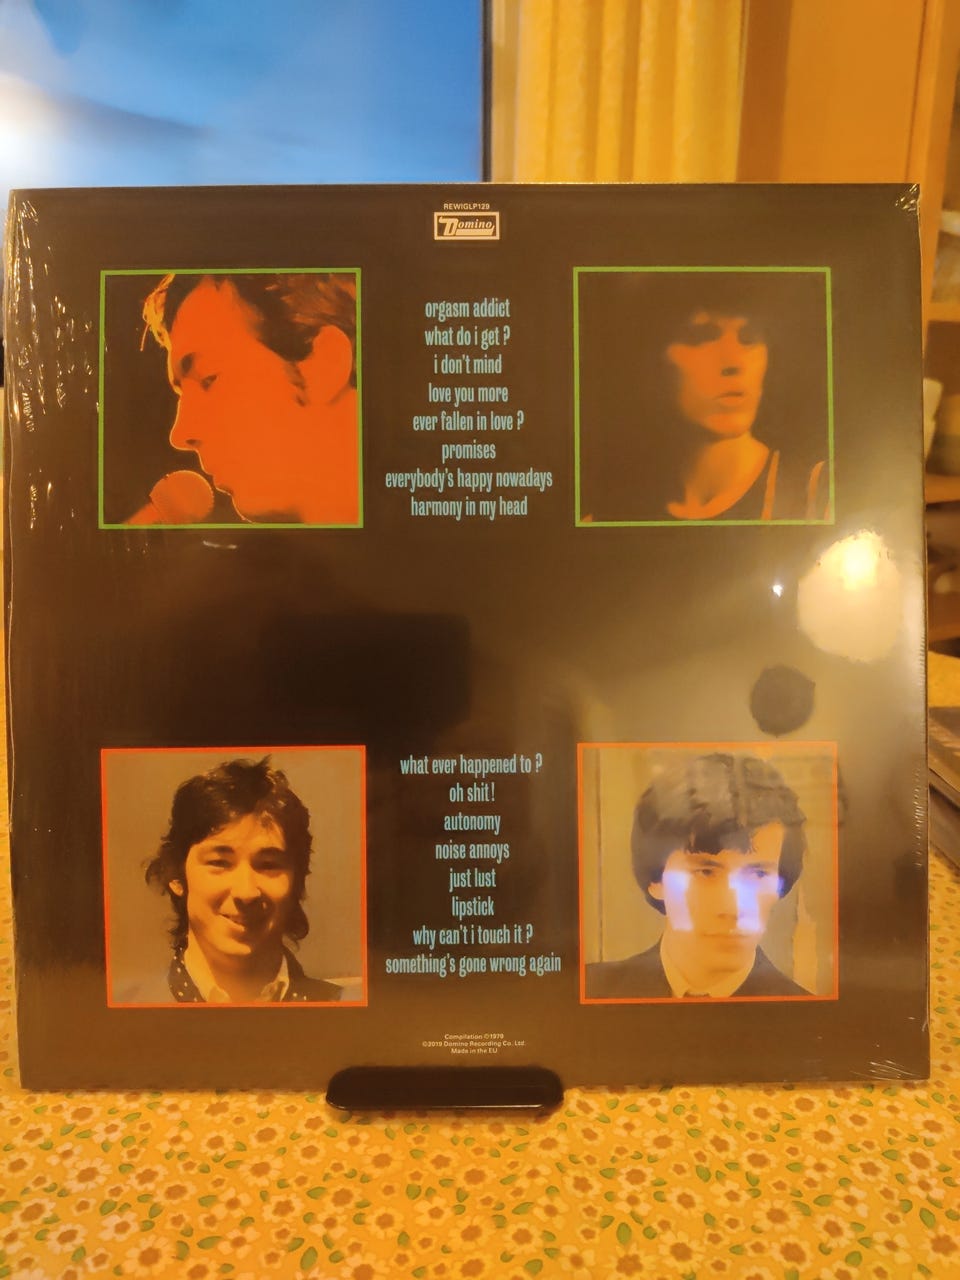 REWIGLP129
Domino
orgasm addict
what do i get ?
i don't mind
love you more
ever fallen in love ?
promises
everybody's happy nowadays
harmony in my head
what ever happened to ?
oh shit !
autonomy
noise annoys
just lust
lipstick
why can't i touch it ?
something's gone wrong again
Compilation ©1979
©2019 Domino Recording Co. Ltd.
Made in the EU